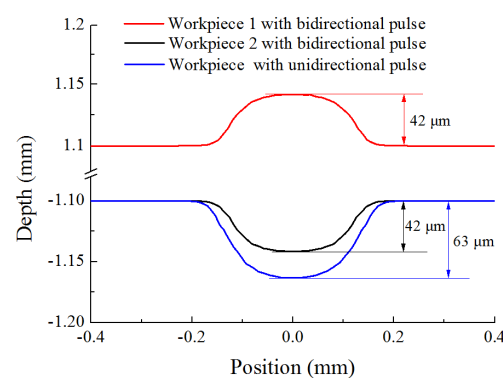 1.2
Workpiece 1 with bidirectional pulse
Workpiece 2 with bidirectional pulse
Workpiece with unidirectional pulse
1.15
42 μm
1.1
Depth (mm)
-1.10
42 μm
63 μm
-1.15
-1.20
-0.4 -0.2 0.0 0.2 0.4
Position (mm)